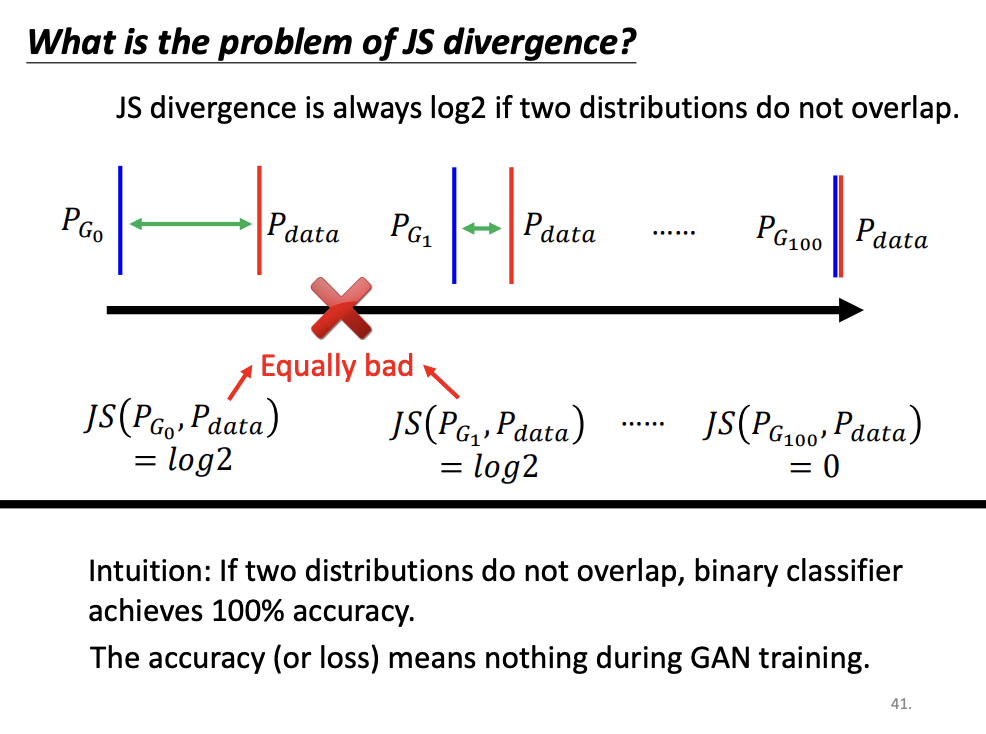 What is the problem of JS divergence?
JS divergence is always log2 if two distributions do not overlap.
P_{G_0} P_{data} P_{G_1} P_{data} …… P_{G_{100}} P_{data}
Equally bad
JS(P_{G_0}, P_{data}) JS(P_{G_1}, P_{data}) …… JS(P_{G_{100}}, P_{data})
= log2 = log2 = 0
Intuition: If two distributions do not overlap, binary classifier
achieves 100% accuracy.
The accuracy (or loss) means nothing during GAN training.
41.